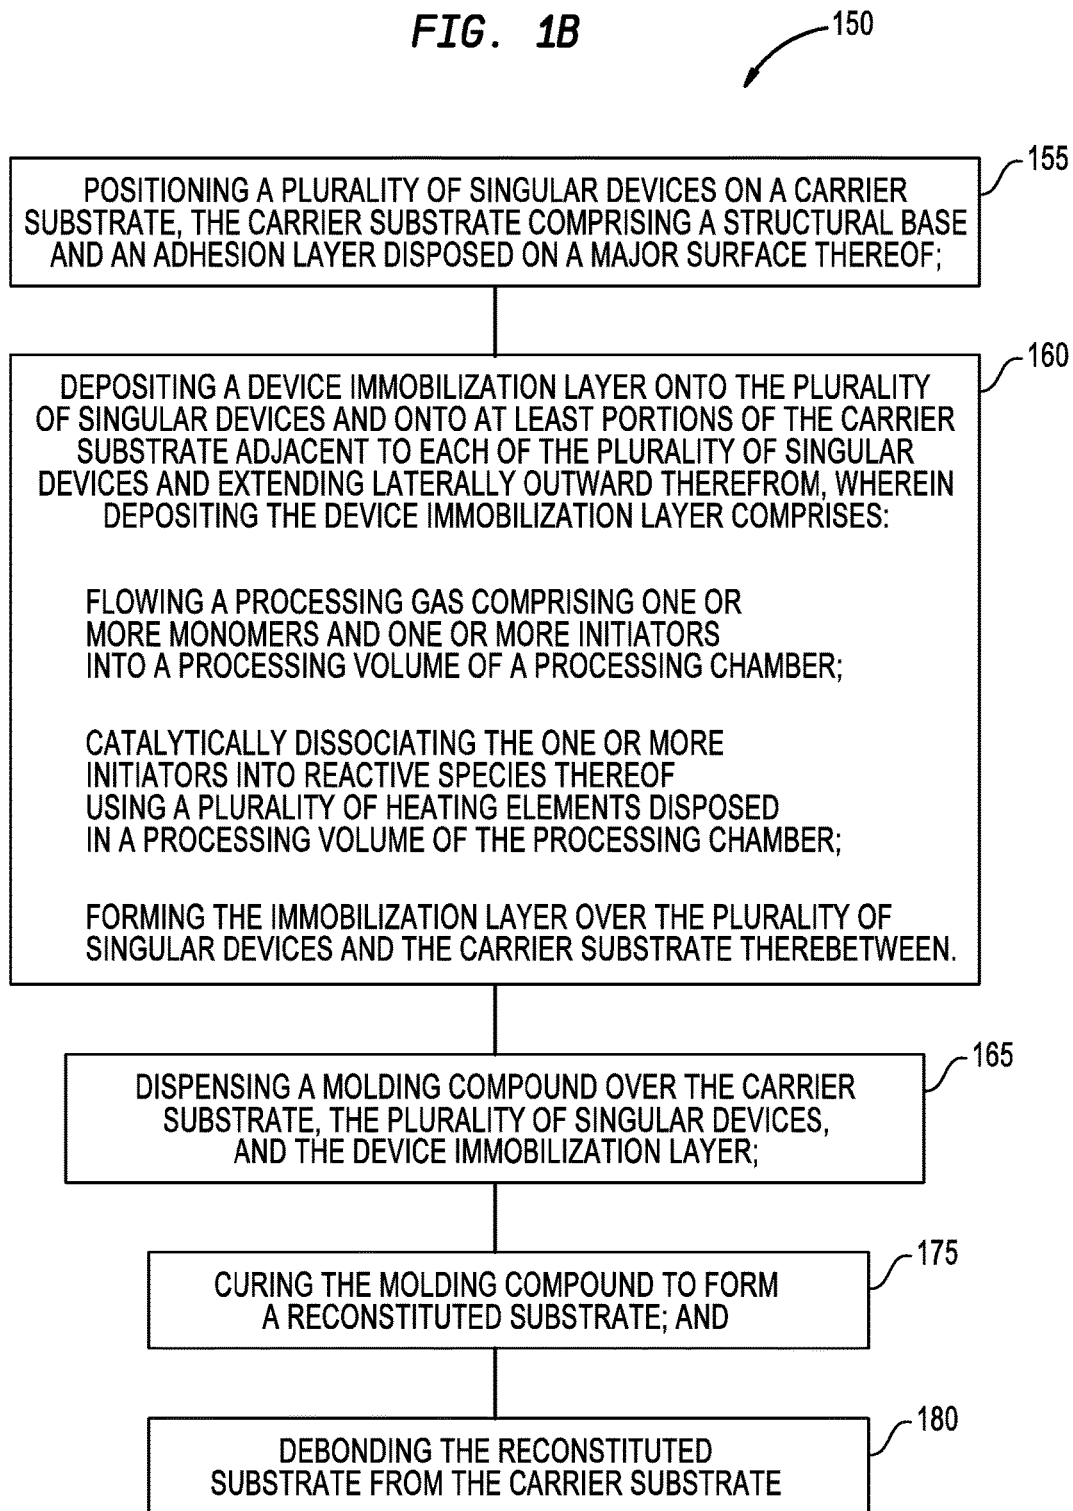 FIG. 1B
150
155
POSITIONING A PLURALITY OF SINGULAR DEVICES ON A CARRIER
SUBSTRATE, THE CARRIER SUBSTRATE COMPRISING A STRUCTURAL BASE
AND AN ADHESION LAYER DISPOSED ON A MAJOR SURFACE THEREOF;
160
DEPOSITING A DEVICE IMMOBILIZATION LAYER ONTO THE PLURALITY
OF SINGULAR DEVICES AND ONTO AT LEAST PORTIONS OF THE CARRIER
SUBSTRATE ADJACENT TO EACH OF THE PLURALITY OF SINGULAR
DEVICES AND EXTENDING LATERALLY OUTWARD THEREFROM, WHEREIN
DEPOSITING THE DEVICE IMMOBILIZATION LAYER COMPRISES:
FLOWING A PROCESSING GAS COMPRISING ONE OR
MORE MONOMERS AND ONE OR MORE INITIATORS
INTO A PROCESSING VOLUME OF A PROCESSING CHAMBER;
CATALYTICALLY DISSOCIATING THE ONE OR MORE
INITIATORS INTO REACTIVE SPECIES THEREOF
USING A PLURALITY OF HEATING ELEMENTS DISPOSED
IN A PROCESSING VOLUME OF THE PROCESSING CHAMBER;
FORMING THE IMMOBILIZATION LAYER OVER THE PLURALITY OF
SINGULAR DEVICES AND THE CARRIER SUBSTRATE THEREBETWEEN.
165
DISPENSING A MOLDING COMPOUND OVER THE CARRIER
SUBSTRATE, THE PLURALITY OF SINGULAR DEVICES,
AND THE DEVICE IMMOBILIZATION LAYER;
175
CURING THE MOLDING COMPOUND TO FORM
A RECONSTITUTED SUBSTRATE; AND
180
DEBONDING THE RECONSTITUTED
SUBSTRATE FROM THE CARRIER SUBSTRATE